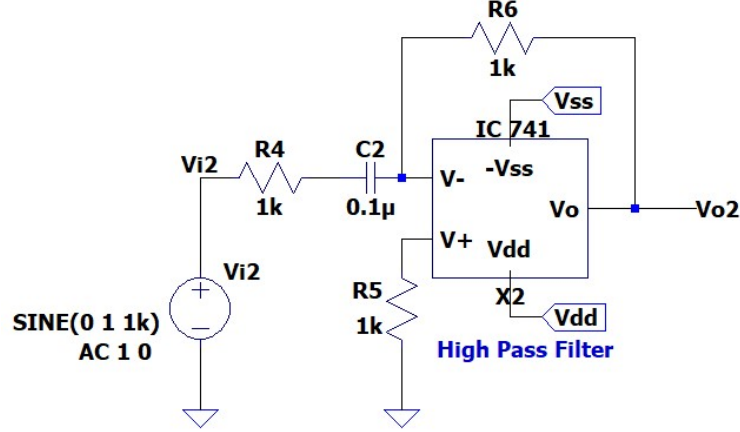 R6
1k
Vss
IC 741
R4
C2
Vi2
V-
-Vss
1k
0.1µ
Vo
Vo2
V+
Vdd
Vi2
R5
X2
SINE(0 1 1k)
1k
Vdd
AC 1 0
High Pass Filter